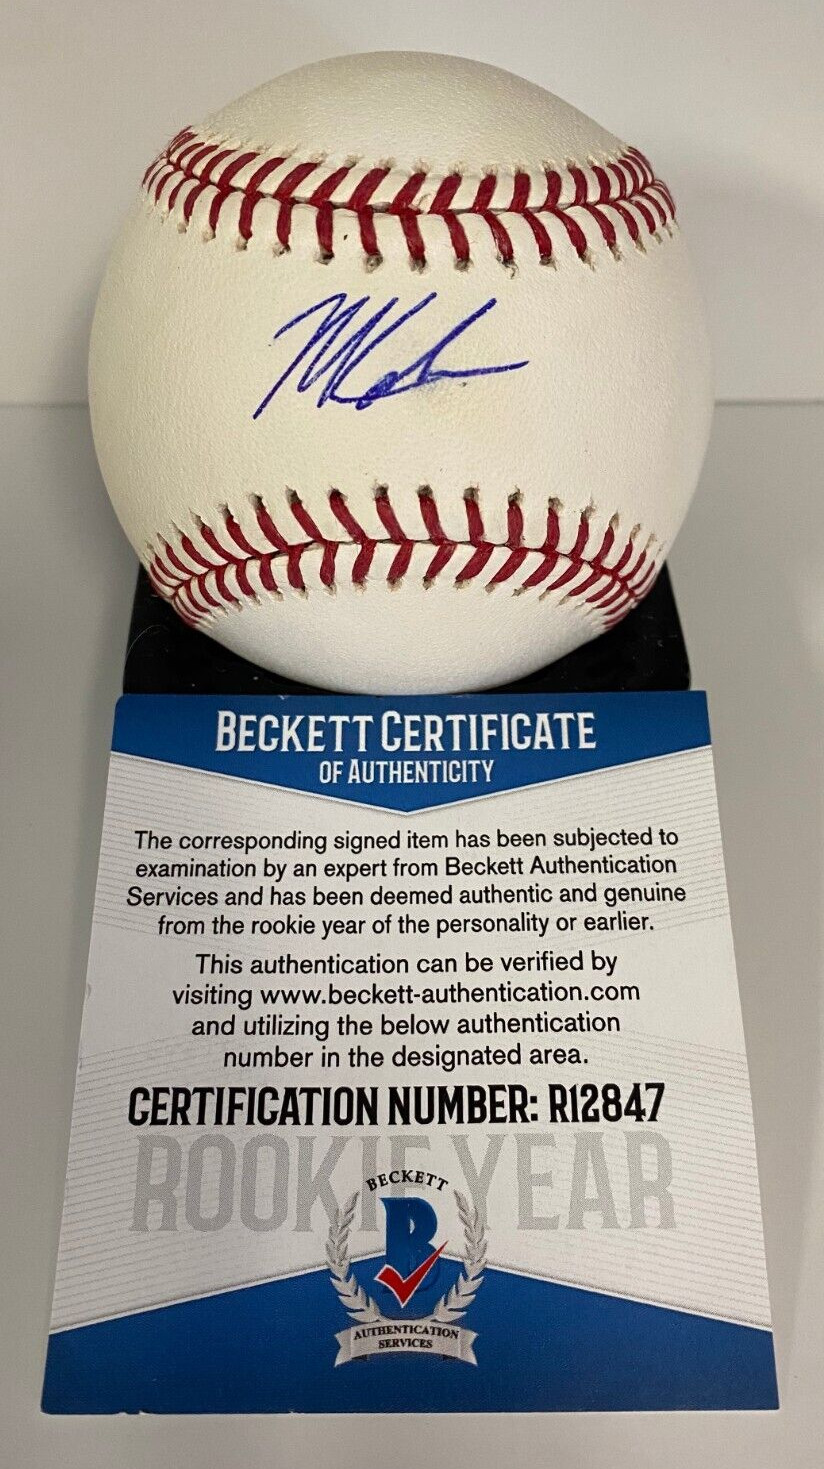 BECKETT CERTIFICATE
OF AUTHENTICITY
The corresponding signed item has been subjected to
examination by an expert from Beckett Authentication
Services and has been deemed authentic and genuine
from the rookie year of the personality or earlier.
This authentication can be verified by
visiting www.beckett-authentication.com
and utilizing the below authentication
number in the designated area.
CERTIFICATION NUMBER: R12847
ROOKIE YEAR
BECKETT
B
AUTHENTICATION
SERVICES